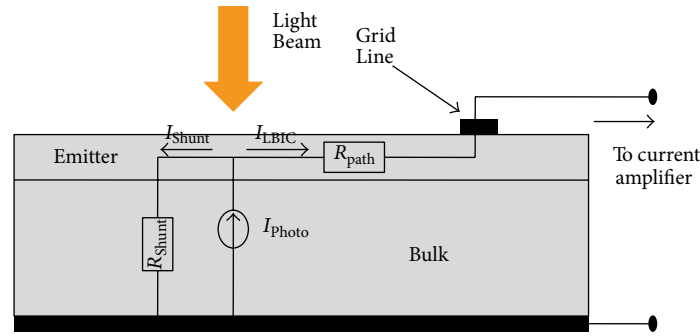 Light
Beam
Grid
Line
I_Shunt
I_LBIC
Emitter
R_path
To current
amplifier
R_Shunt
I_Photo
Bulk